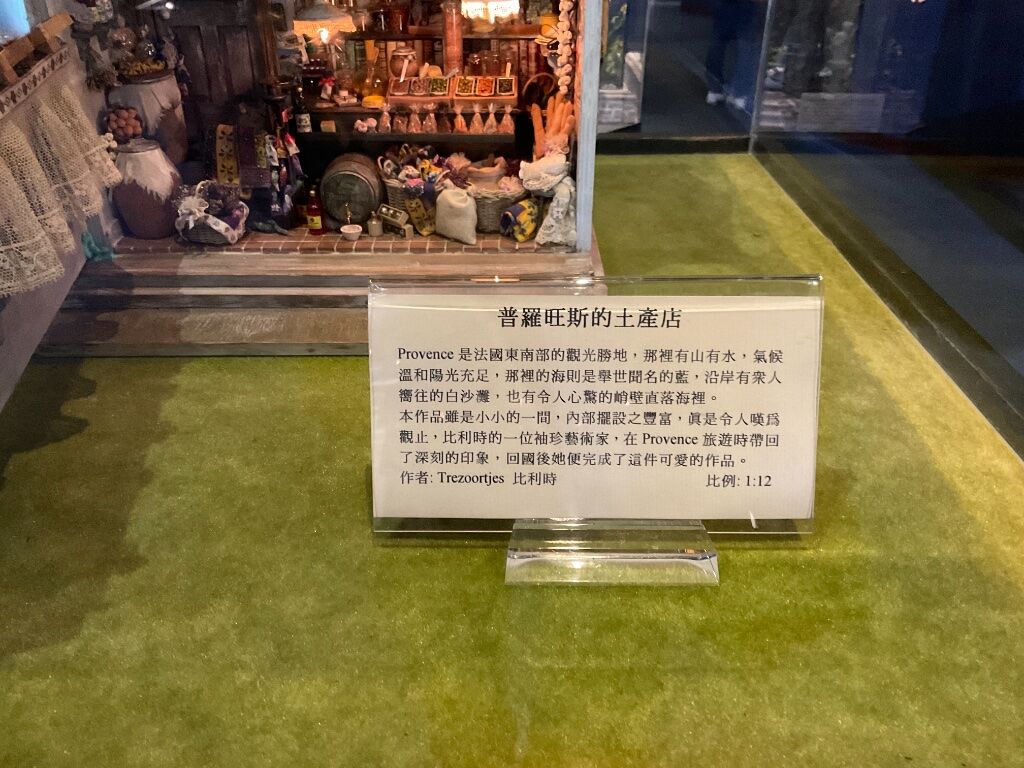 普羅旺斯的土產店
Provence 是法國東南部的觀光勝地，那裡有山有水，氣候
溫和陽光充足，那裡的海則是舉世聞名的藍，沿岸有衆人
嚮往的白沙灘，也有令人心驚的峭壁直落海裡。
本作品雖是小小的一間，內部擺設之豐富，眞是令人嘆爲
觀止，比利時的一位袖珍藝術家，在 Provence 旅遊時帶回
了深刻的印象，回國後她便完成了這件可愛的作品。
作者: Trezoortjes 比利時 比例: 1:12